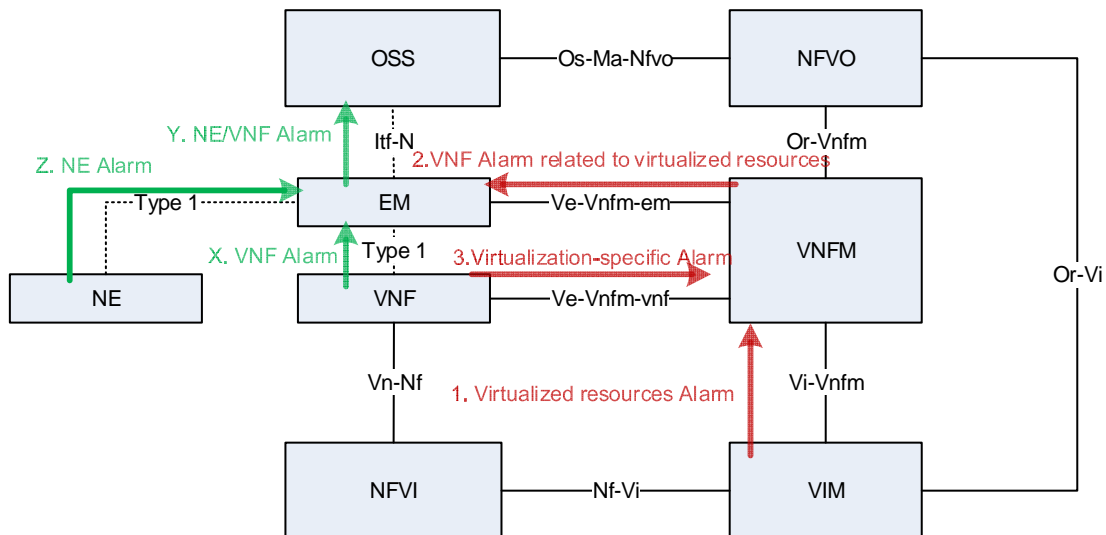 OSS
Os-Ma-Nfvo
NFVO
Y. NE/VNF Alarm
Itf-N
Or-Vnfm
Z. NE Alarm
2.VNF Alarm related to virtualized resources
Type 1
EM
Ve-Vnfm-em
X. VNF Alarm
Type 1
3.Virtualization-specific Alarm
VNFM
Or-Vi
NE
VNF
Ve-Vnfm-vnf
Vn-Nf
1. Virtualized resources Alarm
Vi-Vnfm
NFVI
Nf-Vi
VIM